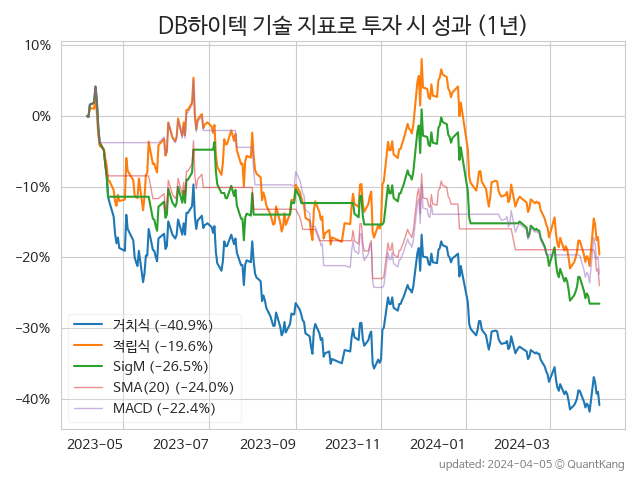 DB하이텍 기술 지표로 투자 시 성과 (1년)
10%
0%
−10%
−20%
−30%
−40%
거치식 (−40.9%)
적립식 (−19.6%)
SigM (−26.5%)
SMA(20) (−24.0%)
MACD (−22.4%)
2023−05
2023−07
2023−09
2023−11
2024−01
2024−03
updated: 2024−04−05 © QuantKang